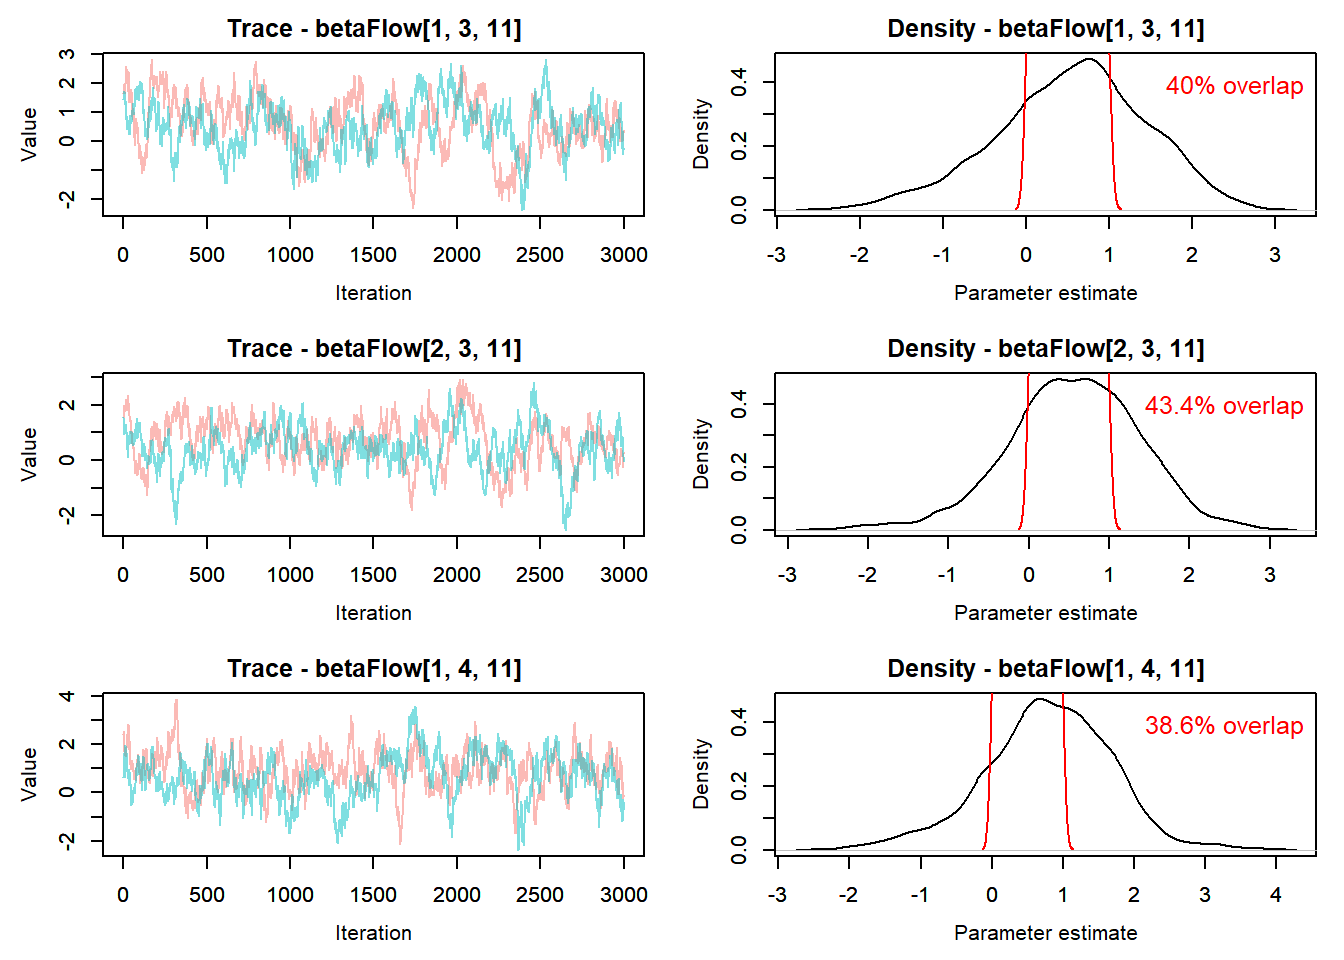 Trace - betaFlow[1, 3, 11]
Value
3
2
1
0
-2
0 500 1000 1500 2000 2500 3000
Iteration
Density - betaFlow[1, 3, 11]
40% overlap
Density
0.4
0.2
0.0
-3 -2 -1 0 1 2 3
Parameter estimate
Trace - betaFlow[2, 3, 11]
Value
2
0
-2
0 500 1000 1500 2000 2500 3000
Iteration
Density - betaFlow[2, 3, 11]
43.4% overlap
Density
0.4
0.2
0.0
-3 -2 -1 0 1 2 3
Parameter estimate
Trace - betaFlow[1, 4, 11]
Value
4
2
0
-2
0 500 1000 1500 2000 2500 3000
Iteration
Density - betaFlow[1, 4, 11]
38.6% overlap
Density
0.4
0.2
0.0
-3 -2 -1 0 1 2 3 4
Parameter estimate